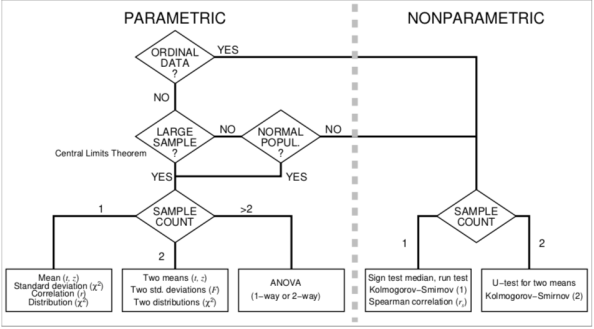 PARAMETRIC
NONPARAMETRIC
ORDINAL
DATA
?
YES
NO
LARGE
SAMPLE
?
NO
NORMAL
POPUL.
?
NO
Central Limits Theorem
YES
YES
1
SAMPLE
COUNT
>2
2
SAMPLE
COUNT
1
2
Mean (t, z)
Standard deviation (χ²)
Correlation (r)
Distribution (χ²)
Two means (t, z)
Two std. deviations (F)
Two distributions (χ²)
ANOVA
(1−way or 2−way)
Sign test median, run test
Kolmogorov−Smirnov (1)
Spearman correlation (rₛ)
U−test for two means
Kolmogorov−Smirnov (2)